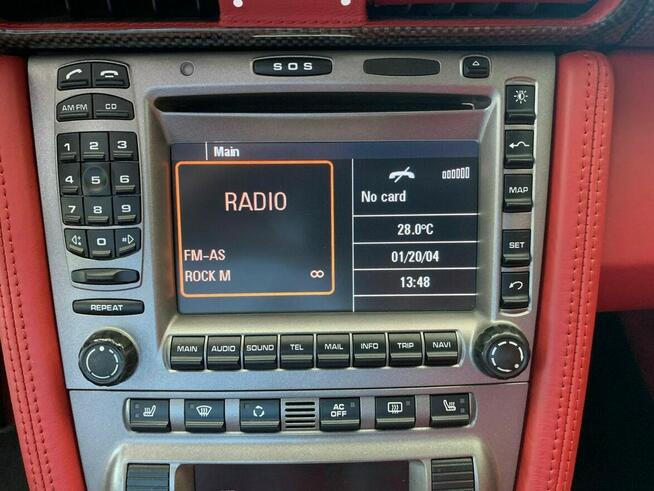 SOS
AM·FM CD
1 2 3
4 5 6
7 8 9
0
REPEAT
Main
RADIO
FM-AS
ROCK M ∞
No card
28.0°C
01/20/04
13:48
MAP
SET
MAIN AUDIO SOUND TEL MAIL INFO TRIP NAVI
AC
OFF